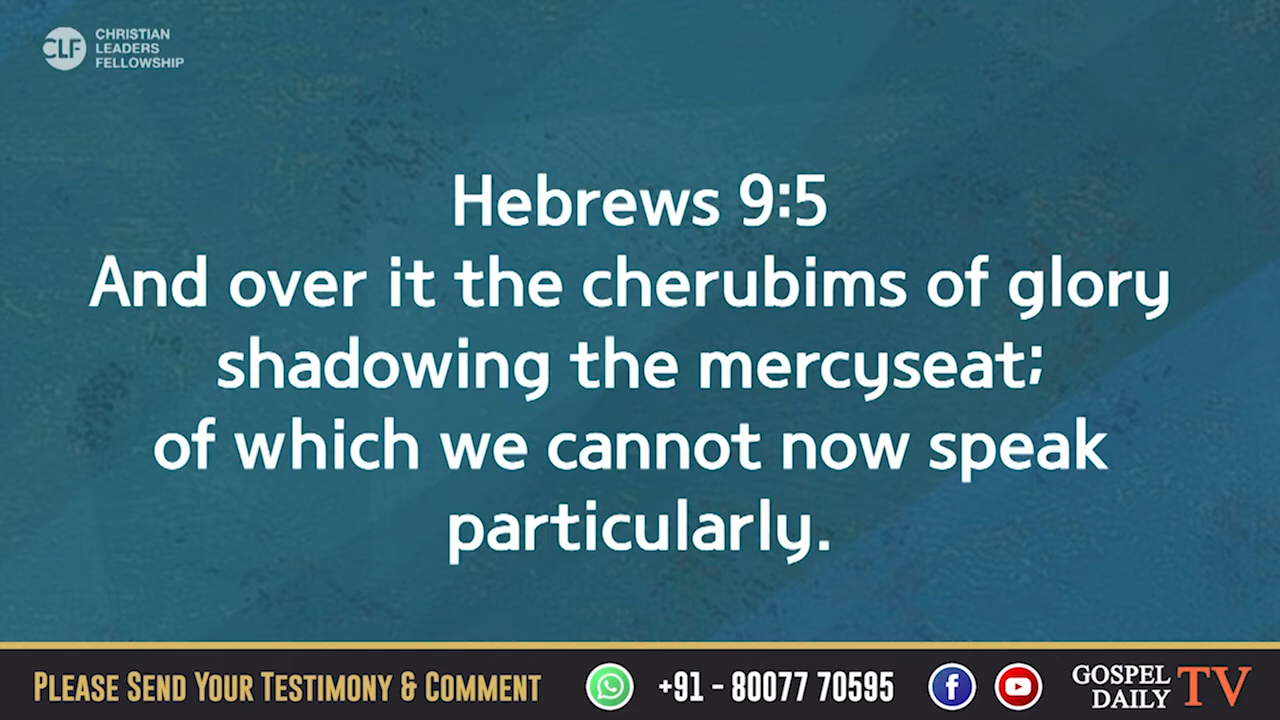 CLF CHRISTIAN
LEADERS
FELLOWSHIP
Hebrews 9:5
And over it the cherubims of glory
shadowing the mercyseat;
of which we cannot now speak
particularly.
PLEASE SEND YOUR TESTIMONY & COMMENT +91 - 80077 70595 GOSPEL DAILY TV